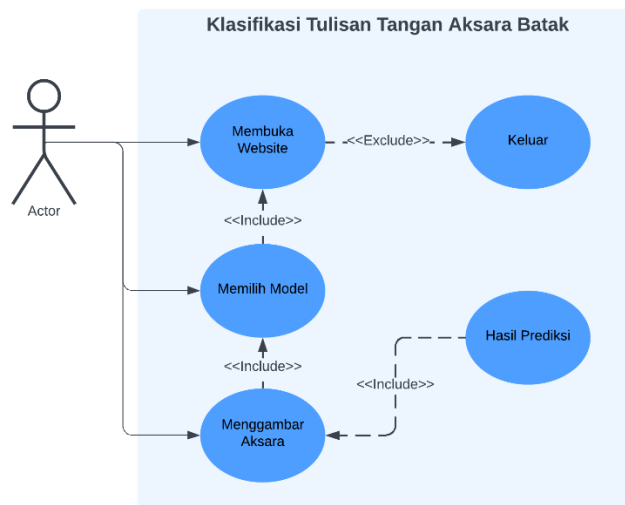 Klasifikasi Tulisan Tangan Aksara Batak
Membuka
Website
<<Exclude>>
Keluar
Actor
<<Include>>
Memilih Model
Hasil Prediksi
<<Include>>
<<Include>>
Menggambar
Aksara